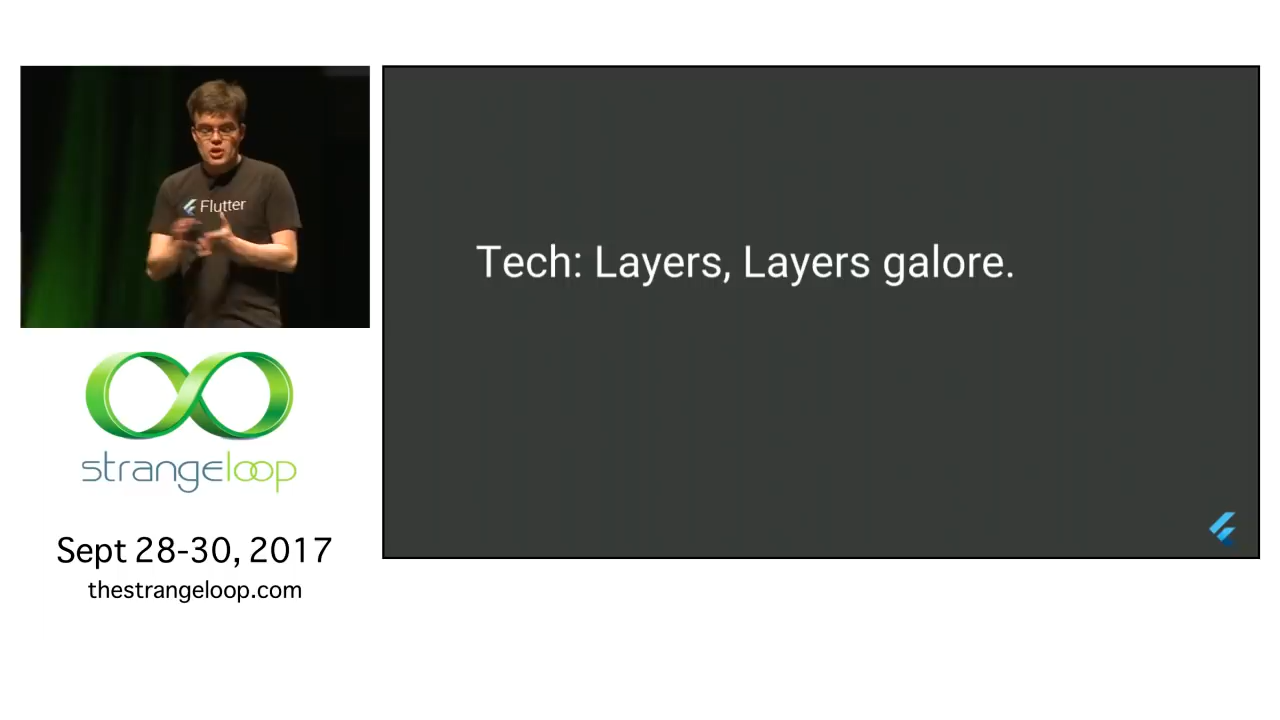 Flutter
Tech: Layers, Layers galore.
strangeloop
Sept 28-30, 2017
thestrangeloop.com